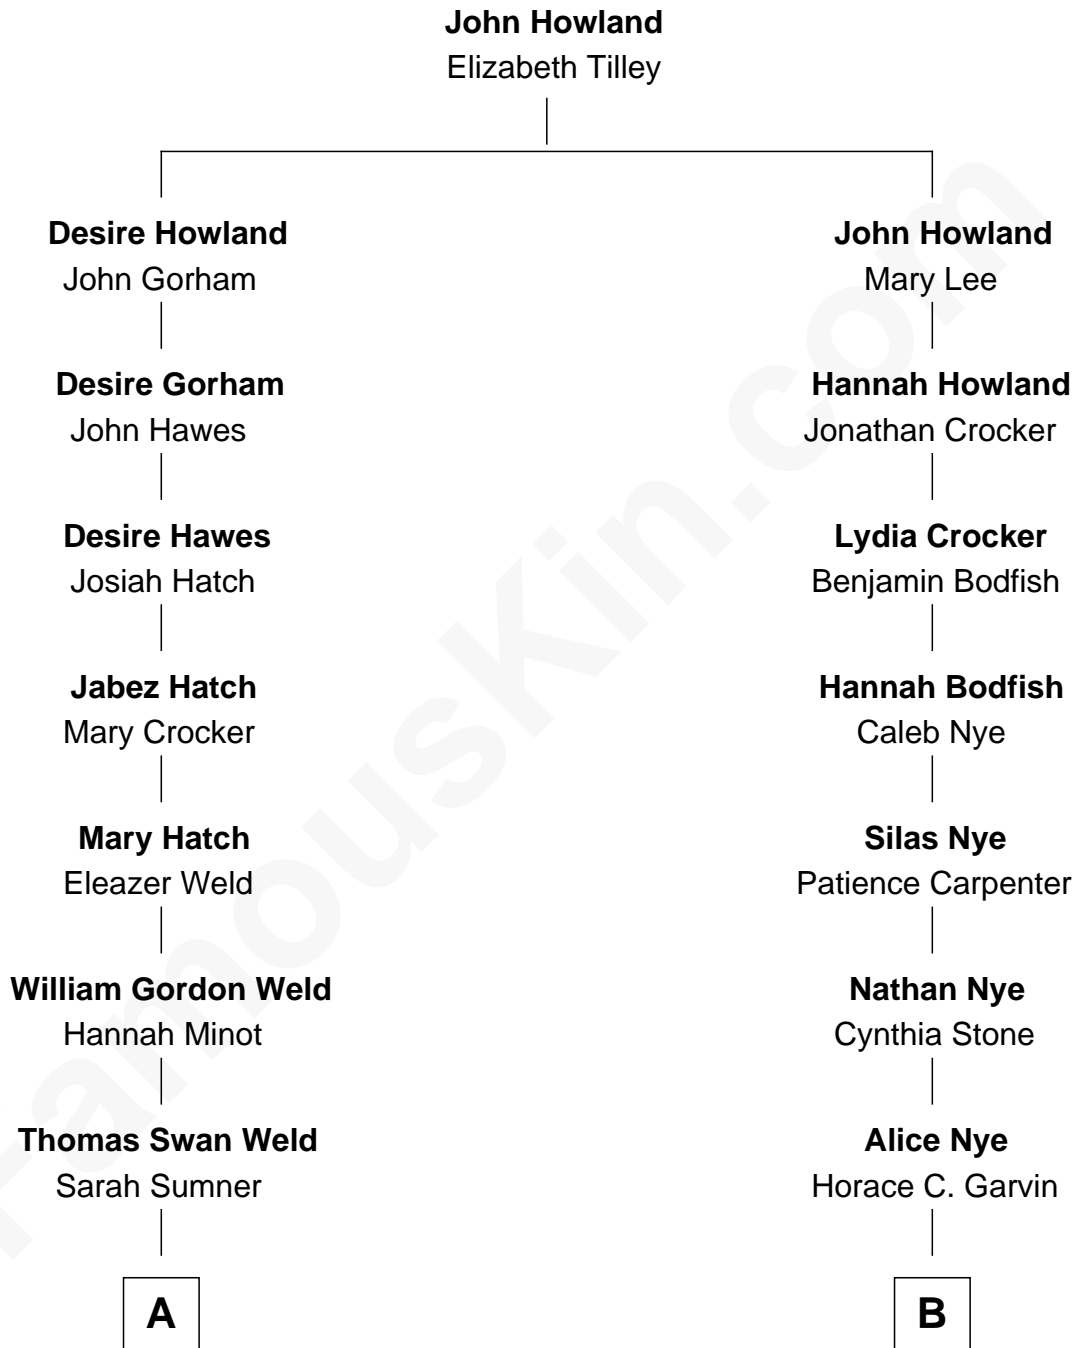 John Howland
Elizabeth Tilley
Desire Howland
John Gorham
Desire Gorham
John Hawes
Desire Hawes
Josiah Hatch
Jabez Hatch
Mary Crocker
Mary Hatch
Eleazer Weld
William Gordon Weld
Hannah Minot
Thomas Swan Weld
Sarah Sumner
A
John Howland
Mary Lee
Hannah Howland
Jonathan Crocker
Lydia Crocker
Benjamin Bodfish
Hannah Bodfish
Caleb Nye
Silas Nye
Patience Carpenter
Nathan Nye
Cynthia Stone
Alice Nye
Horace C. Garvin
B
FamousKin.com